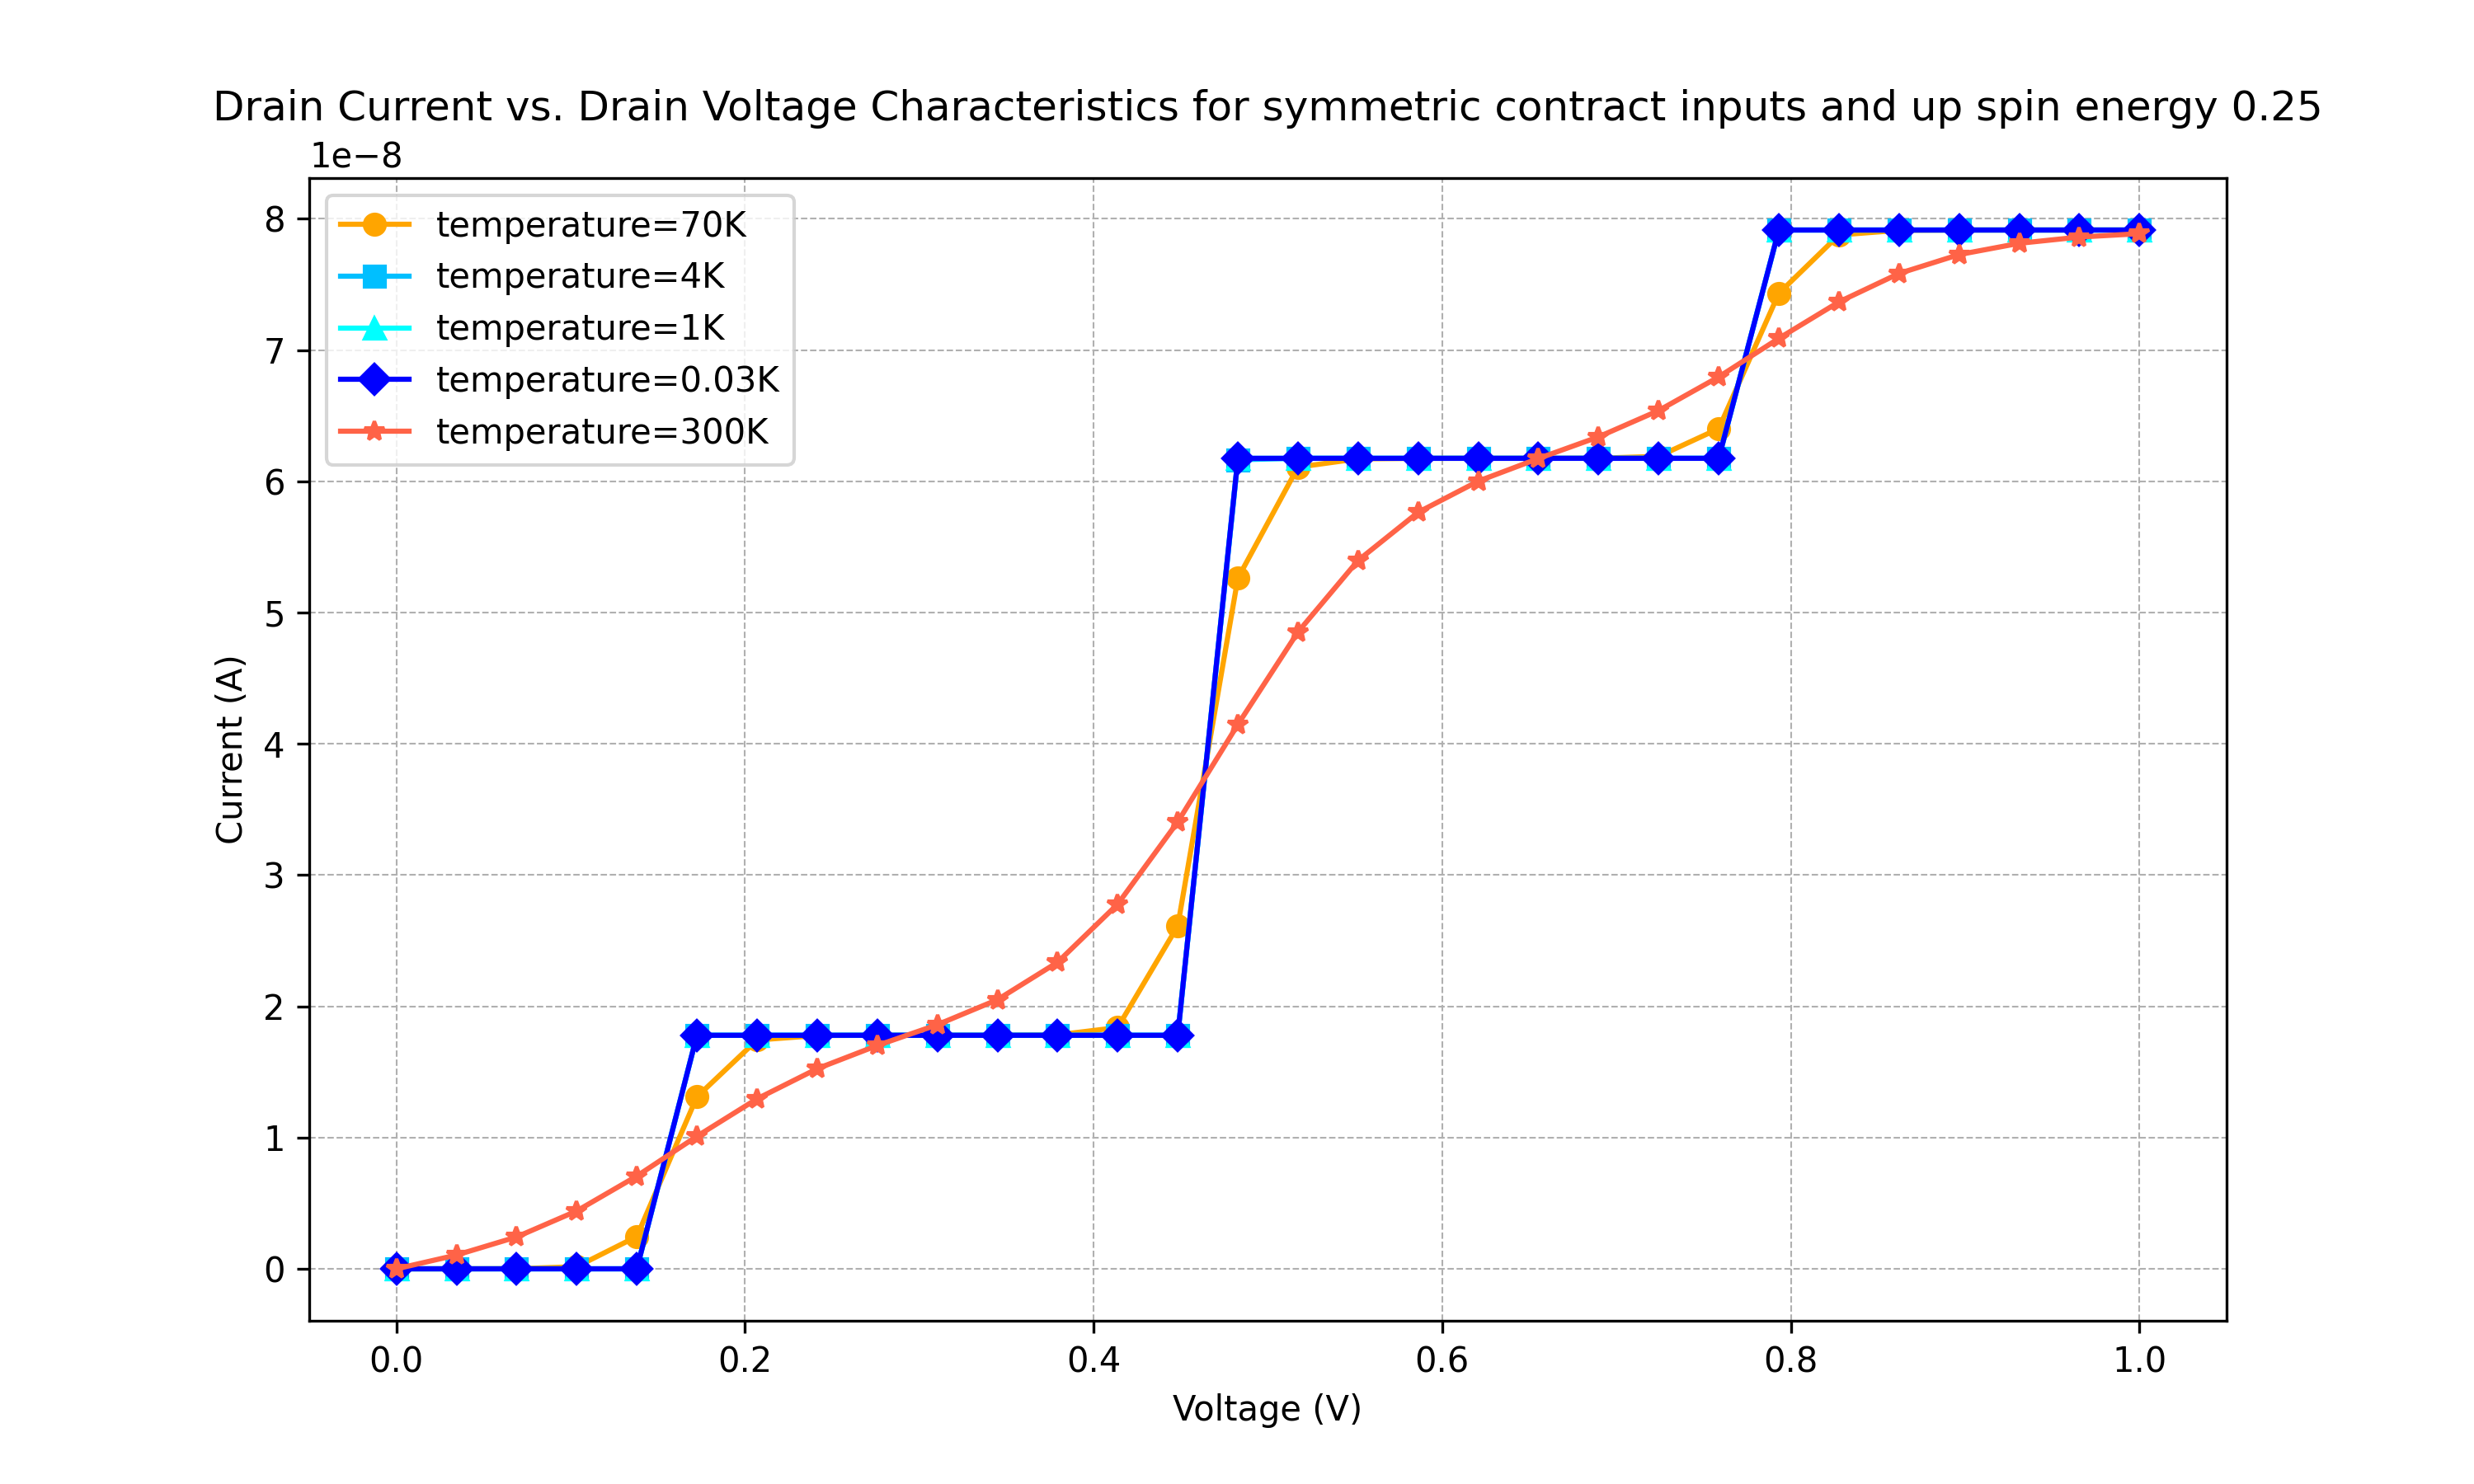 Drain Current vs. Drain Voltage Characteristics for symmetric contract inputs and up spin energy 0.25
1e−8
temperature=70K
temperature=4K
temperature=1K
temperature=0.03K
temperature=300K
8
7
6
5
4
3
2
1
0
Current (A)
0.0 0.2 0.4 0.6 0.8 1.0
Voltage (V)